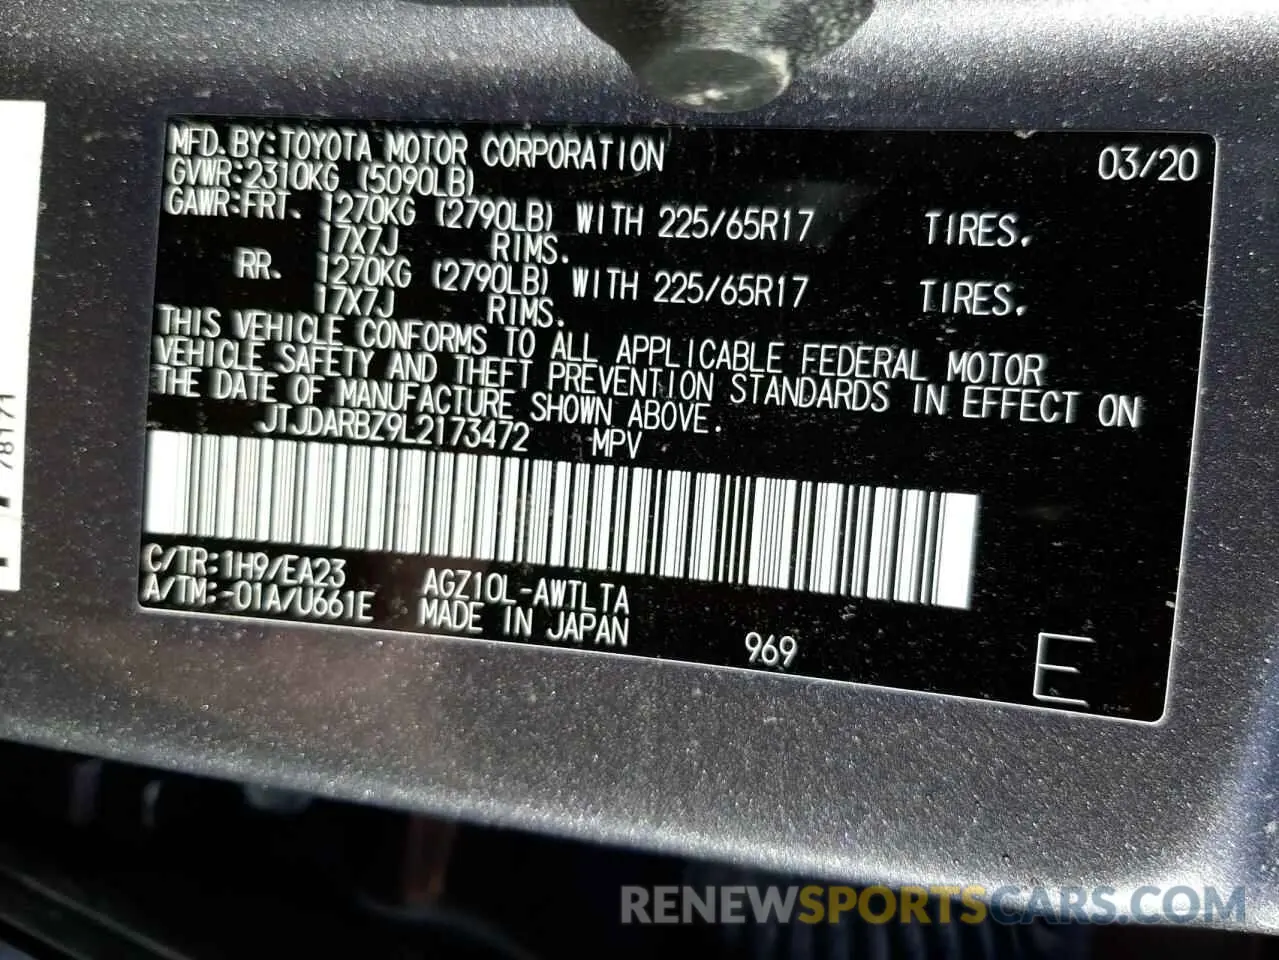 MFD. BY: TOYOTA MOTOR CORPORATION 03/20
GVWR: 2310KG (5090LB)
GAWR: FRT. 1270KG (2790LB) WITH 225/65R17 TIRES,
17X7J RIMS.
RR. 1270KG (2790LB) WITH 225/65R17 TIRES,
17X7J RIMS.
THIS VEHICLE CONFORMS TO ALL APPLICABLE FEDERAL MOTOR
VEHICLE SAFETY AND THEFT PREVENTION STANDARDS IN EFFECT ON
THE DATE OF MANUFACTURE SHOWN ABOVE.
JTJDARBZ9L2173472 MPV
C/TR: 1H9/EA23 AGZ10L-AWTLTA
A/TM: -01A/U661E MADE IN JAPAN
969
E
78171
RENEWSPORTSCARS.COM